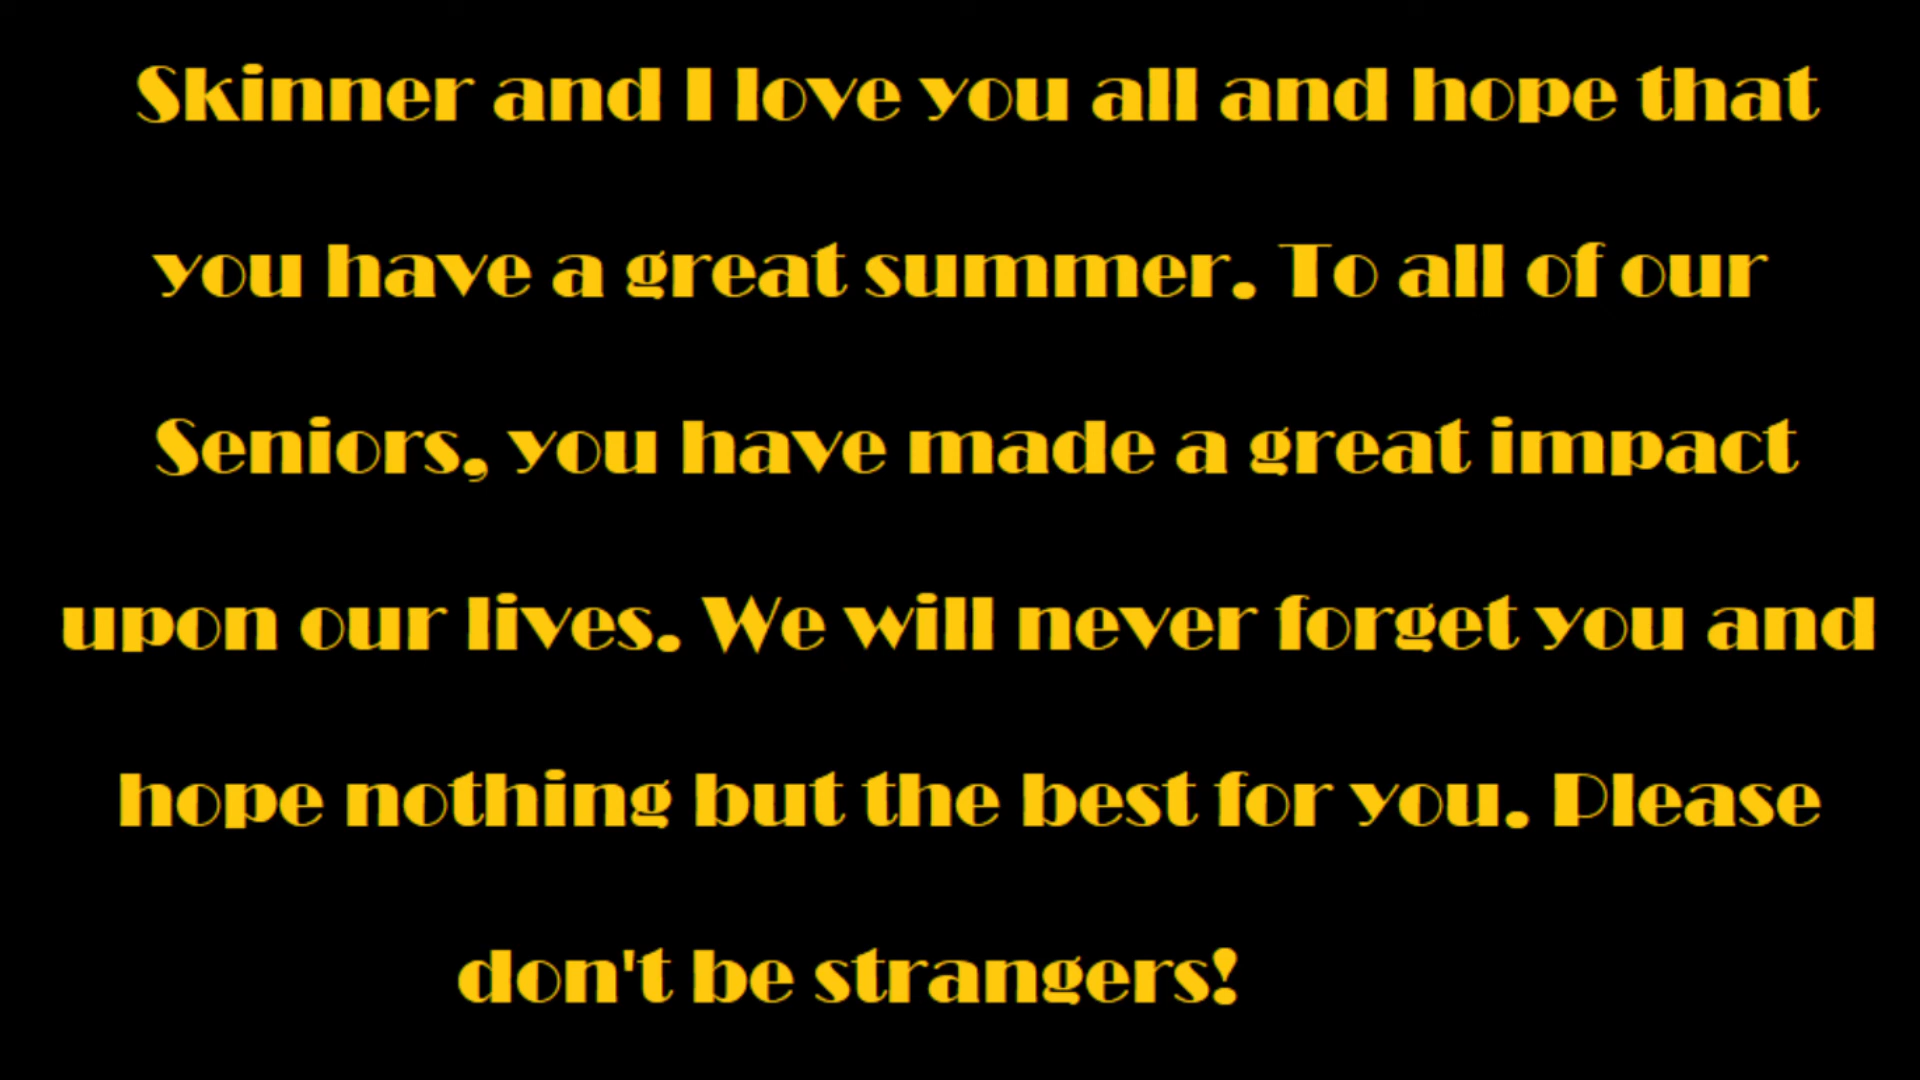 Skinner and I love you all and hope that
you have a great summer. To all of our
Seniors, you have made a great impact
upon our lives. We will never forget you and
hope nothing but the best for you. Please
don't be strangers!